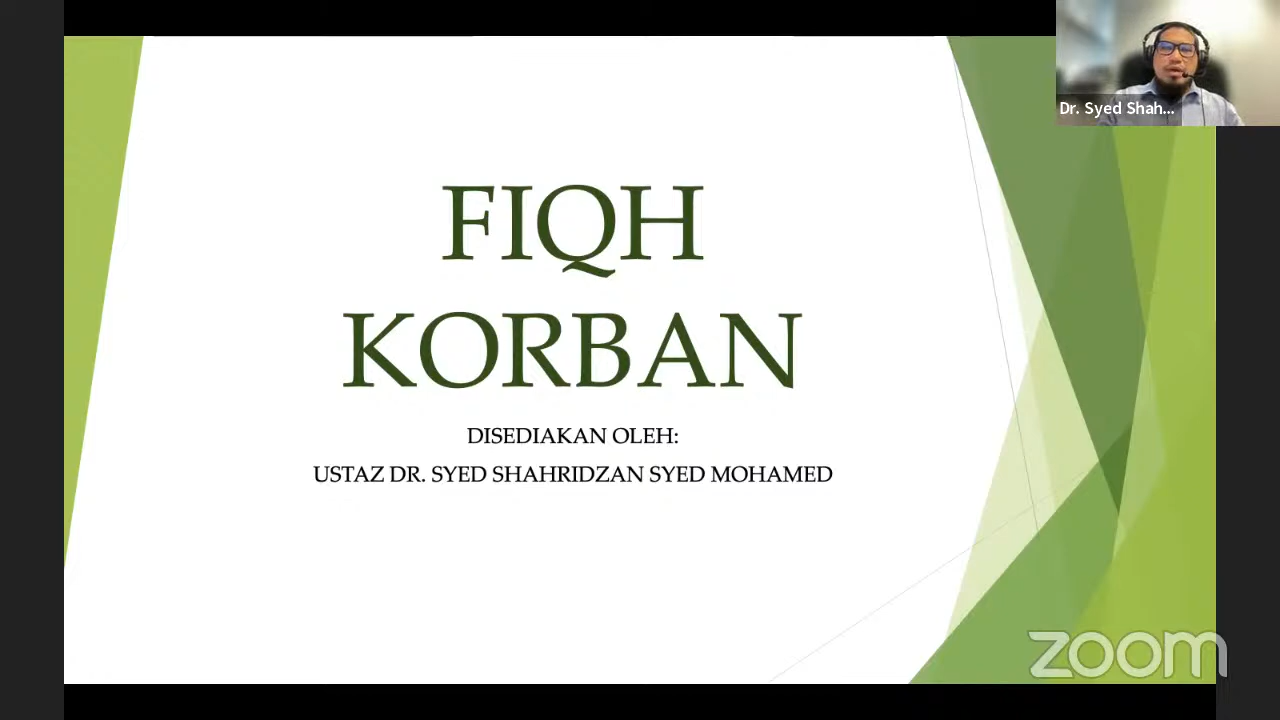 Dr. Syed Shah...
FIQH
KORBAN
DISEDIAKAN OLEH:
USTAZ DR. SYED SHAHRIDZAN SYED MOHAMED
zoom